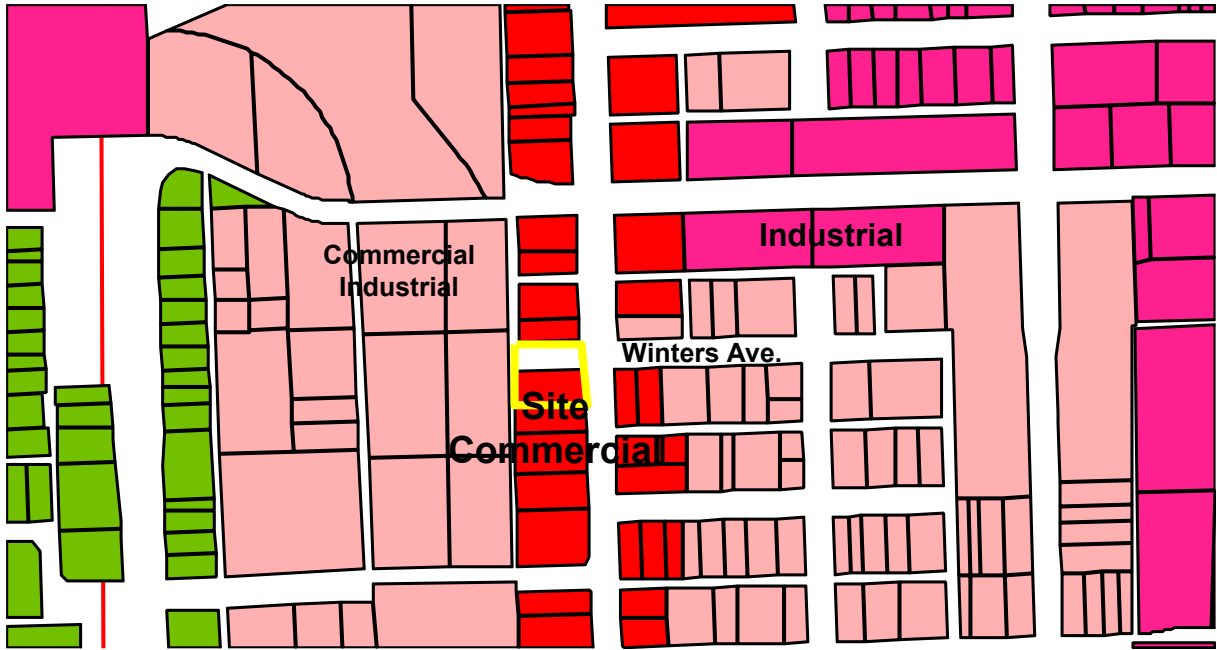 Industrial
Commercial
Industrial
Winters Ave.
Site
Commercial